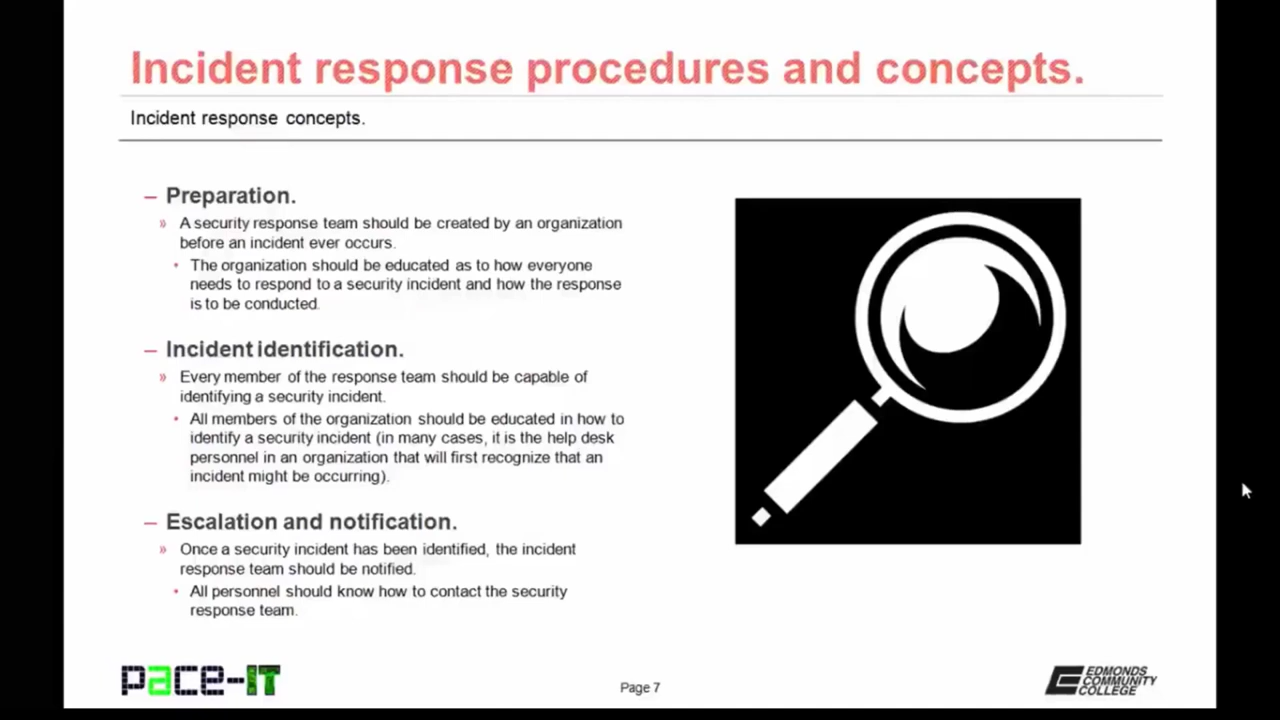 Incident response procedures and concepts.
Incident response concepts.
– Preparation.
» A security response team should be created by an organization
before an incident ever occurs.
• The organization should be educated as to how everyone
needs to respond to a security incident and how the response
is to be conducted.
– Incident identification.
» Every member of the response team should be capable of
identifying a security incident.
• All members of the organization should be educated in how to
identify a security incident (in many cases, it is the help desk
personnel in an organization that will first recognize that an
incident might be occurring).
– Escalation and notification.
» Once a security incident has been identified, the incident
response team should be notified.
• All personnel should know how to contact the security
response team.
pace-IT
Page 7
EDMONDS
COMMUNITY
COLLEGE